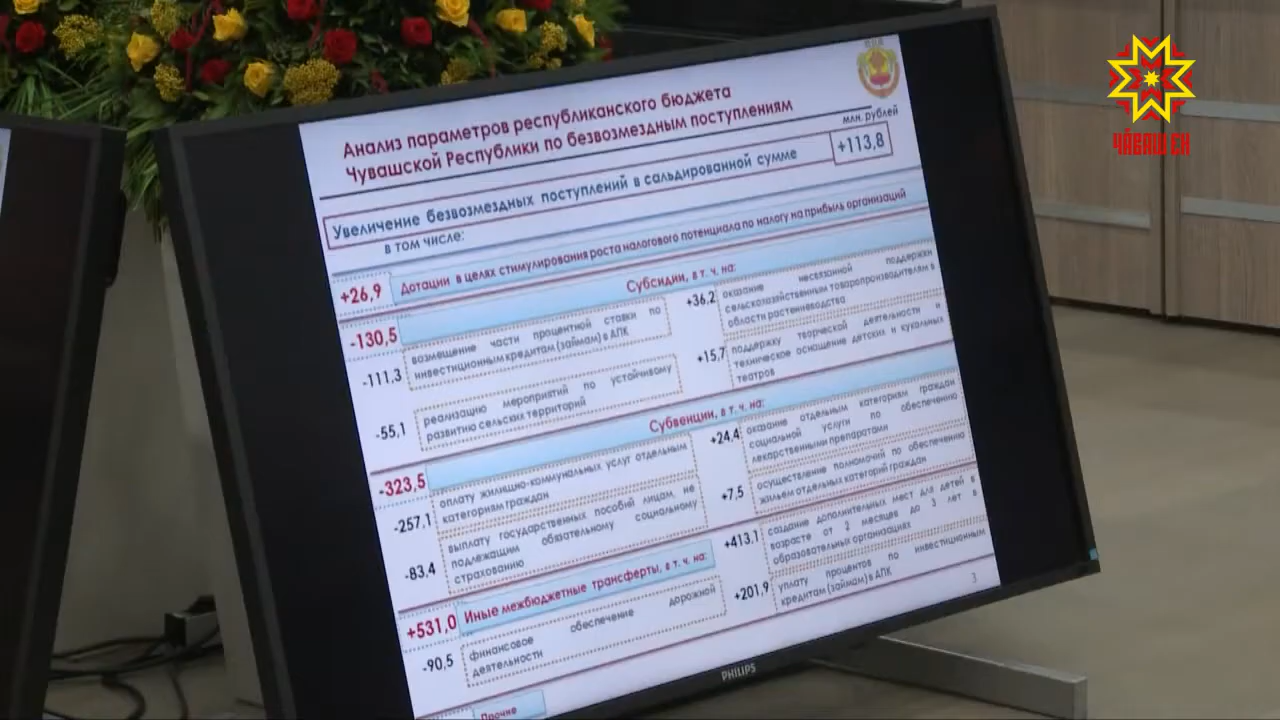 Анализ параметров республиканского бюджета
Чувашской Республики по безвозмездным поступлениям
млн. рублей
Увеличение безвозмездных поступлений в сальдированной сумме
+113,8
в том числе:
+26,9
Дотации в целях стимулирования роста налогового потенциала по налогу на прибыль организаций
Субсидии, в т. ч. на:
-130,5
-111,3
возмещение части процентной ставки по
инвестиционным кредитам (займам) в АПК
-55,1
реализацию мероприятий по устойчивому
развитию сельских территорий
+36,2
оказание несвязанной поддержки
сельскохозяйственным товаропроизводителям в
области растениеводства
+15,7
поддержку творческой деятельности и
техническое оснащение детских и кукольных
театров
Субвенции, в т. ч. на:
-323,5
-257,1
оплату жилищно-коммунальных услуг отдельным
категориям граждан
-83,4
выплату государственных пособий лицам, не
подлежащим обязательному социальному
страхованию
+24,4
оказание отдельным категориям граждан
социальной услуги по обеспечению
лекарственными препаратами
+7,5
осуществление полномочий по обеспечению
жильем отдельных категорий граждан
+531,0
Иные межбюджетные трансферты, в т. ч. на:
-90,5
финансовое обеспечение дорожной
деятельности
+413,1
создание дополнительных мест для детей в
возрасте от 2 месяцев до 3 лет в
образовательных организациях
+201,9
уплату процентов по инвестиционным
кредитам (займам) в АПК
3
Прочие
PHILIPS
ЧĂВАШ ЕН